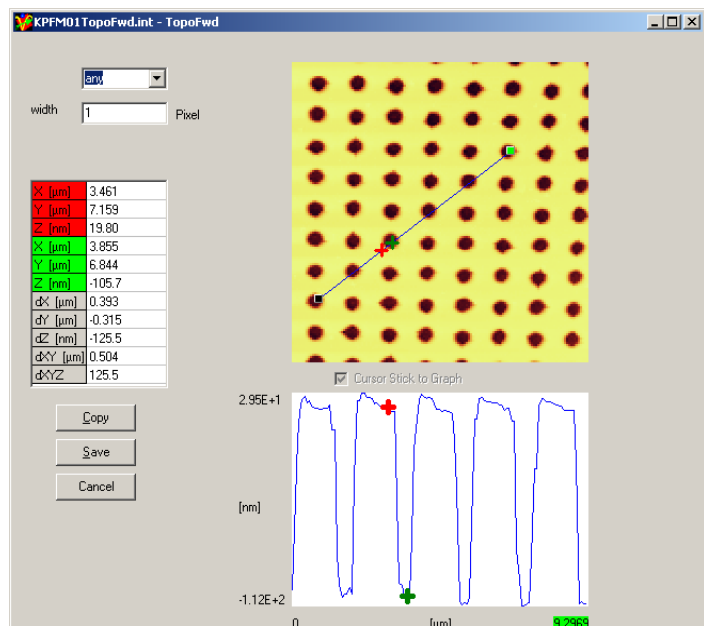 KPFM01TopoFwd.int - TopoFwd
any
width 1 Pixel
X [µm] 3.461
Y [µm] 7.159
Z [nm] 19.80
X [µm] 3.855
Y [µm] 6.844
Z [nm] -105.7
dX [µm] 0.393
dY [µm] -0.315
dZ [nm] -125.5
dXY [µm] 0.504
dXYZ 125.5
Cursor Stick to Graph
Copy
Save
Cancel
2.95E+1
[nm]
-1.12E+2
0 [µm] 9.2969